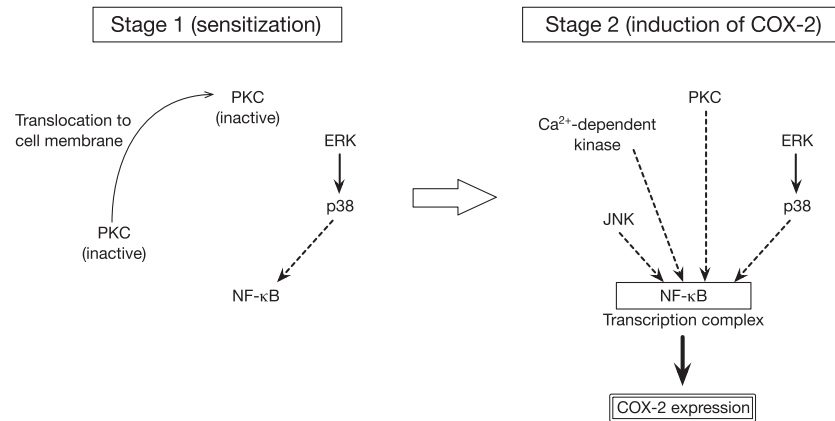 Stage 1 (sensitization)
PKC
(inactive)
Translocation to
cell membrane
ERK
p38
PKC
(inactive)
NF-κB
Stage 2 (induction of COX-2)
PKC
Ca²⁺-dependent
kinase
ERK
JNK
p38
NF-κB
Transcription complex
COX-2 expression